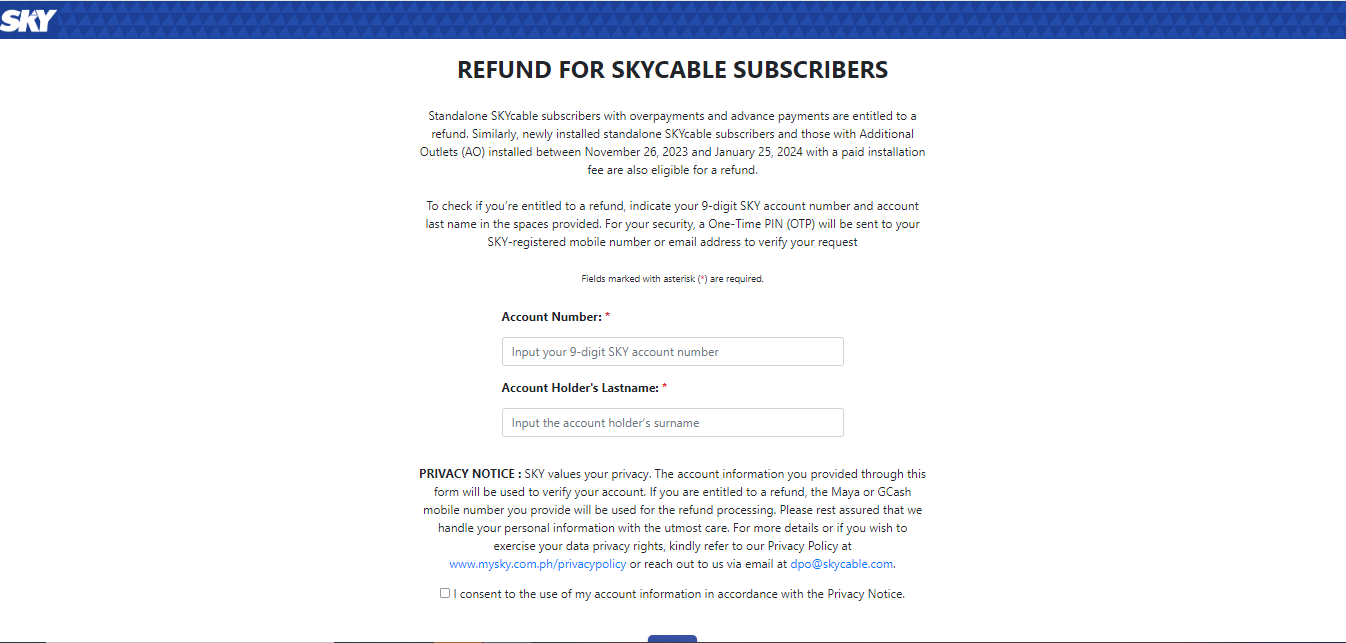 SKY
REFUND FOR SKYCABLE SUBSCRIBERS
Standalone SKYcable subscribers with overpayments and advance payments are entitled to a
refund. Similarly, newly installed standalone SKYcable subscribers and those with Additional
Outlets (AO) installed between November 26, 2023 and January 25, 2024 with a paid installation
fee are also eligible for a refund.
To check if you’re entitled to a refund, indicate your 9-digit SKY account number and account
last name in the spaces provided. For your security, a One-Time PIN (OTP) will be sent to your
SKY-registered mobile number or email address to verify your request
Fields marked with asterisk (*) are required.
Account Number: *
Input your 9-digit SKY account number
Account Holder's Lastname: *
Input the account holder’s surname
PRIVACY NOTICE : SKY values your privacy. The account information you provided through this
form will be used to verify your account. If you are entitled to a refund, the Maya or GCash
mobile number you provide will be used for the refund processing. Please rest assured that we
handle your personal information with the utmost care. For more details or if you wish to
exercise your data privacy rights, kindly refer to our Privacy Policy at
www.mysky.com.ph/privacypolicy or reach out to us via email at dpo@skycable.com.
I consent to the use of my account information in accordance with the Privacy Notice.